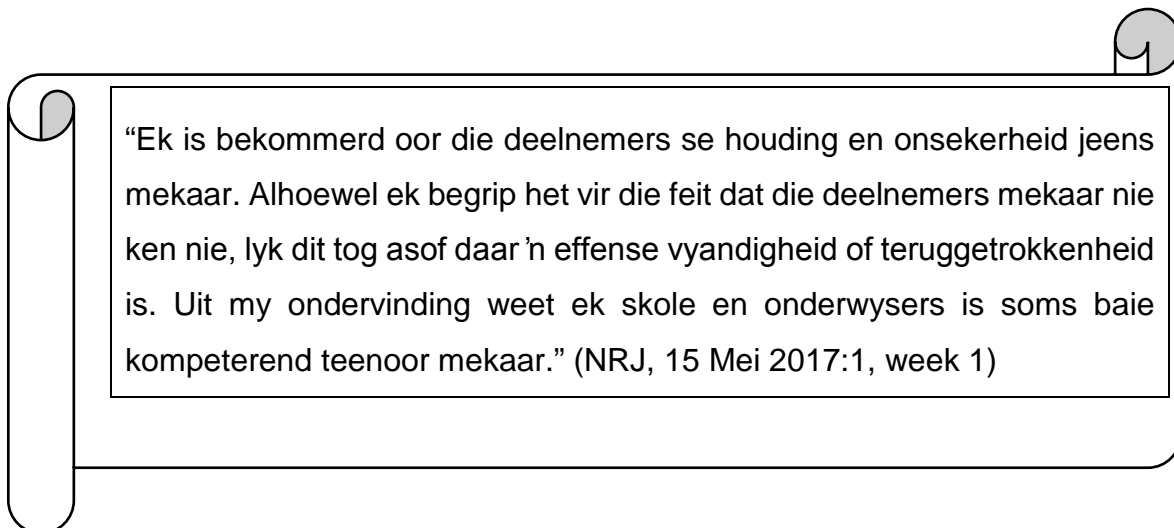 “Ek is bekommerd oor die deelnemers se houding en onsekerheid jeens
mekaar. Alhoewel ek begrip het vir die feit dat die deelnemers mekaar nie
ken nie, lyk dit tog asof daar ’n effense vyandigheid of teruggetrokkenheid
is. Uit my ondervinding weet ek skole en onderwysers is soms baie
kompeterend teenoor mekaar.” (NRJ, 15 Mei 2017:1, week 1)